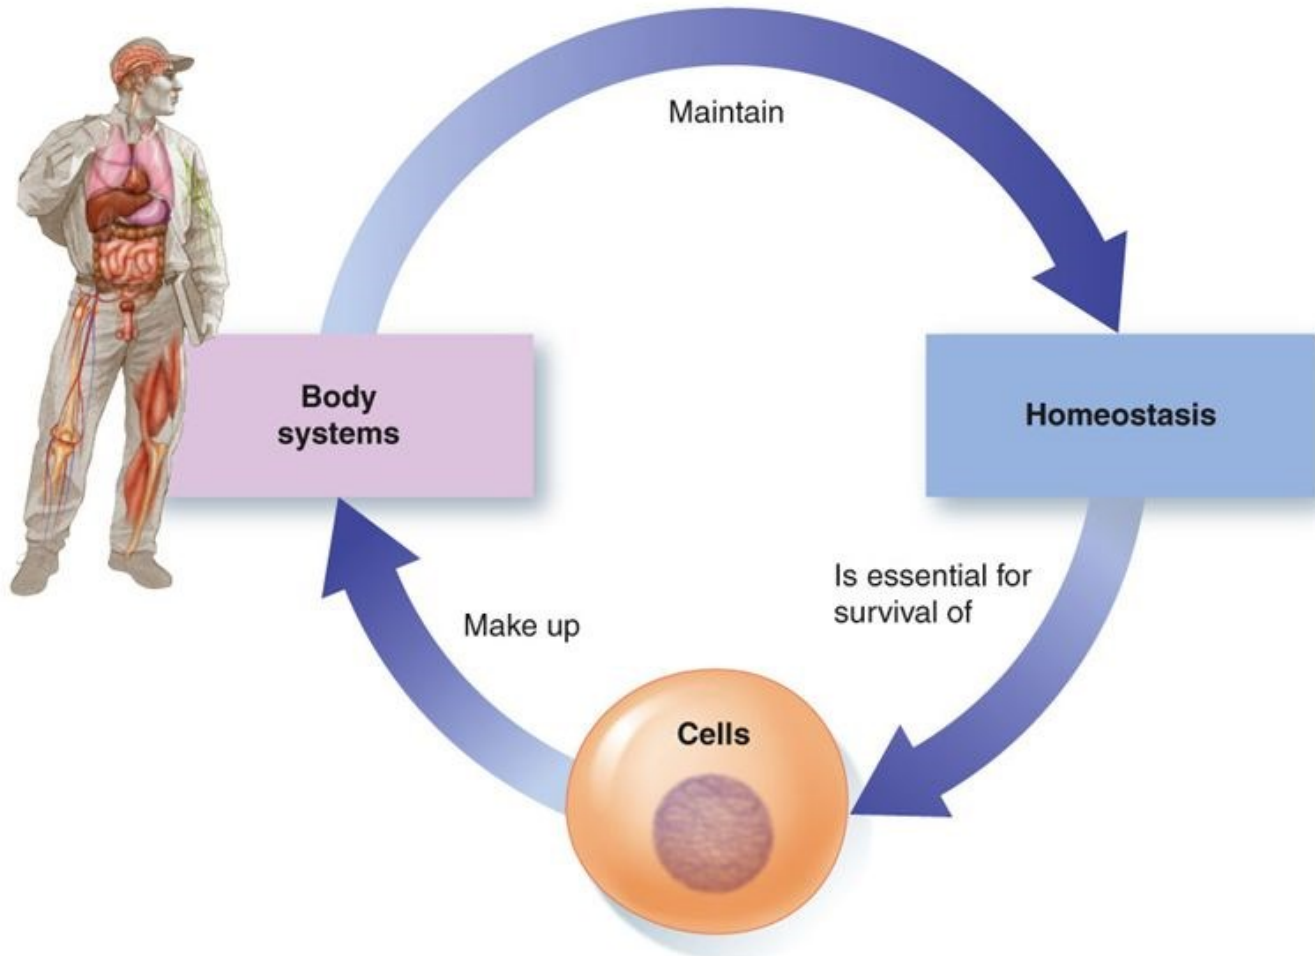 Maintain
Body
systems
Homeostasis
Is essential for
survival of
Make up
Cells